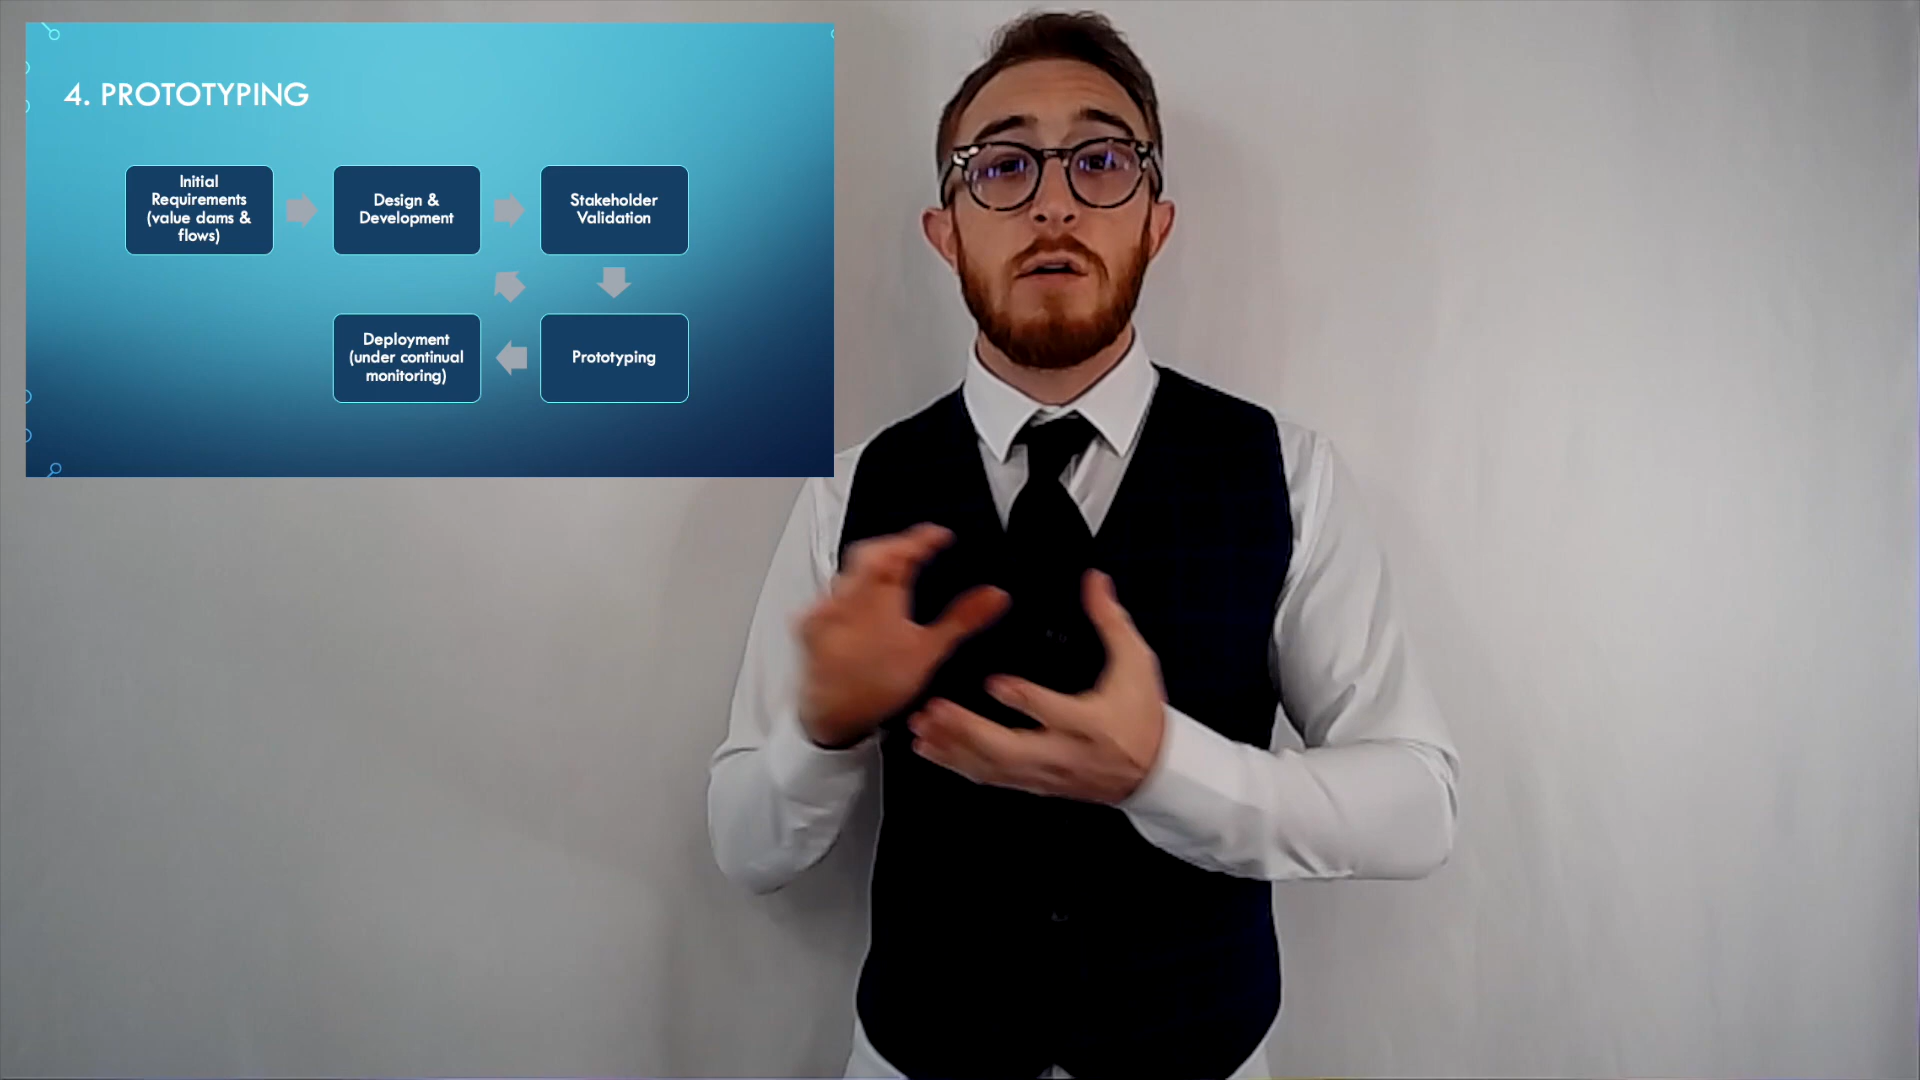 4. PROTOTYPING
Initial
Requirements
(value dams &
flows)
Design &
Development
Stakeholder
Validation
Deployment
(under continual
monitoring)
Prototyping